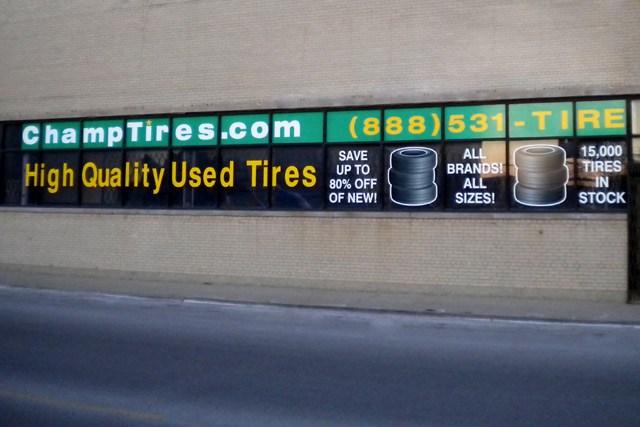 ChampTires.com (888)531-TIRE
High Quality Used Tires
SAVE
UP TO
80% OFF
OF NEW!
ALL
BRANDS!
ALL
SIZES!
15,000
TIRES
IN
STOCK